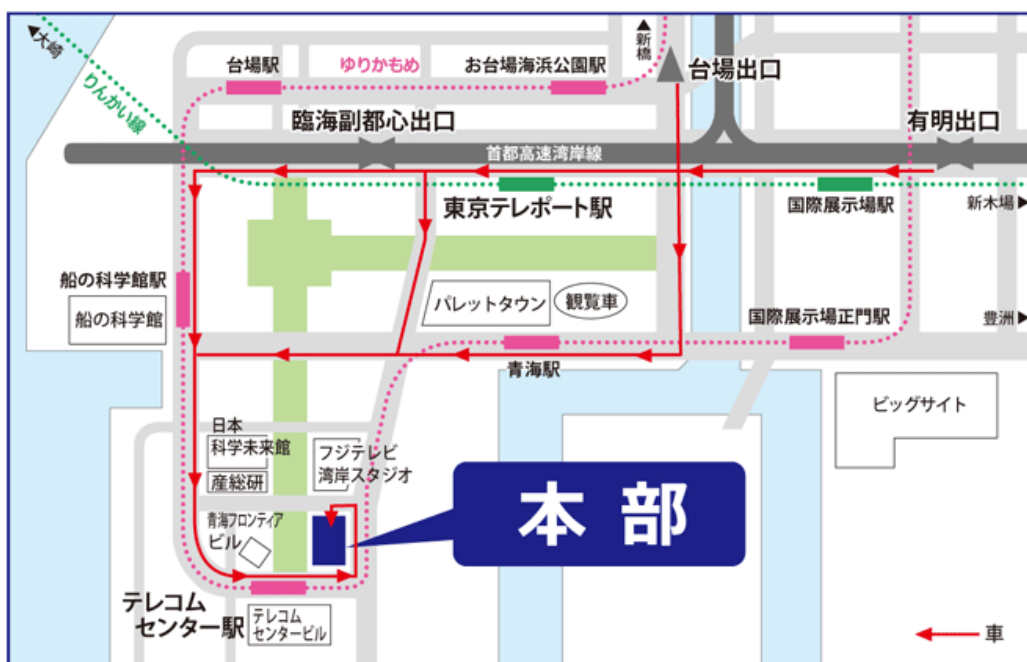 ▲大崎
りんかい線
台場駅
ゆりかもめ
お台場海浜公園駅
▲新橋
台場出口
臨海副都心出口
有明出口
首都高速湾岸線
東京テレポート駅
国際展示場駅
新木場▶
船の科学館駅
船の科学館
パレットタウン
観覧車
国際展示場正門駅
豊洲▶
青海駅
ビッグサイト
日本
科学未来館
産総研
フジテレビ
湾岸スタジオ
青海フロンティア
ビル
本部
テレコム
センター駅
テレコム
センタービル
車